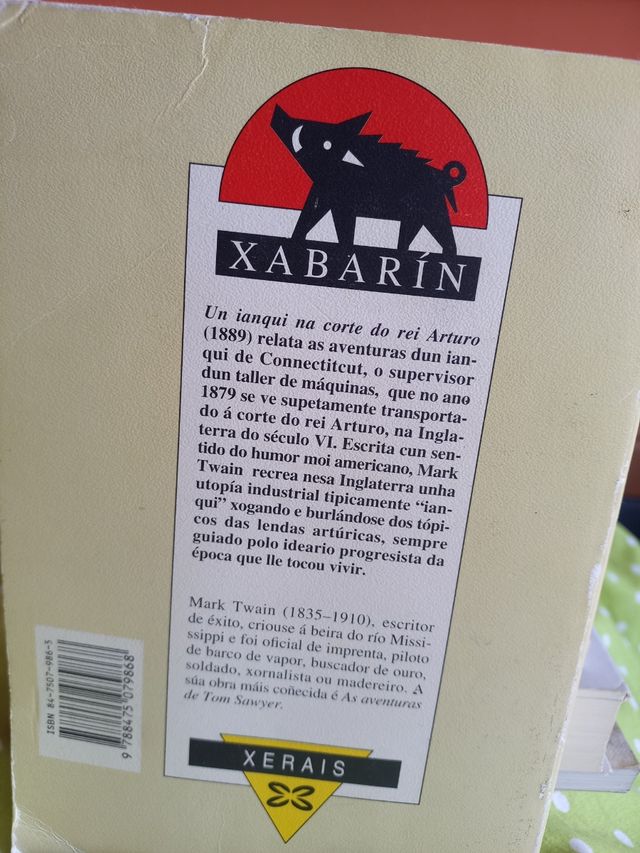 XABARÍN
Un ianqui na corte do rei Arturo
(1889) relata as aventuras dun ian-
qui de Connectitcut, o supervisor
dun taller de máquinas, que no ano
1879 se ve supetamente transporta-
do á corte do rei Arturo, na Ingla-
terra do século VI. Escrita cun sen-
tido do humor moi americano, Mark
Twain recrea nesa Inglaterra unha
utopía industrial tipicamente “ian-
qui” xogando e burlándose dos tópi-
cos das lendas artúricas, sempre
guiado polo ideario progresista da
época que lle tocou vivir.
Mark Twain (1835–1910), escritor
de éxito, criouse á beira do río Missi-
ssippi e foi oficial de imprenta, piloto
de barco de vapor, buscador de ouro,
soldado, xornalista ou madereiro. A
súa obra máis coñecida é As aventuras
de Tom Sawyer.
ISBN 84-7507-986-5
9 788475 079868
XERAIS